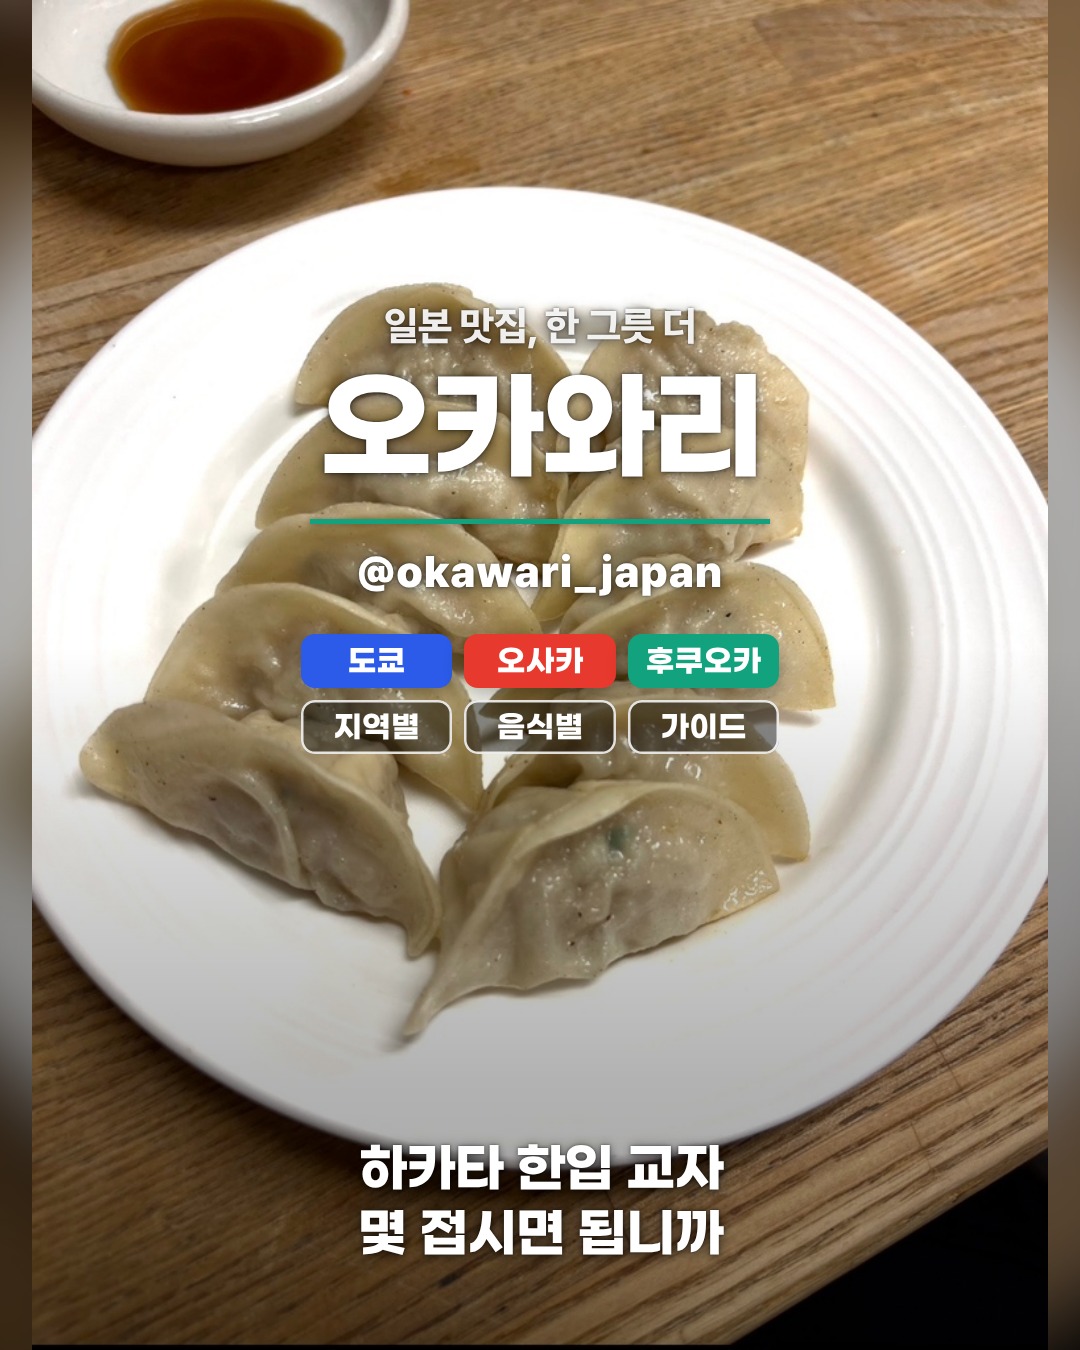 일본 맛집, 한 그릇 더
오카와리
@okawari_japan
도쿄 오사카 후쿠오카
지역별 음식별 가이드
하카타 한입 교자
몇 접시면 됩니까